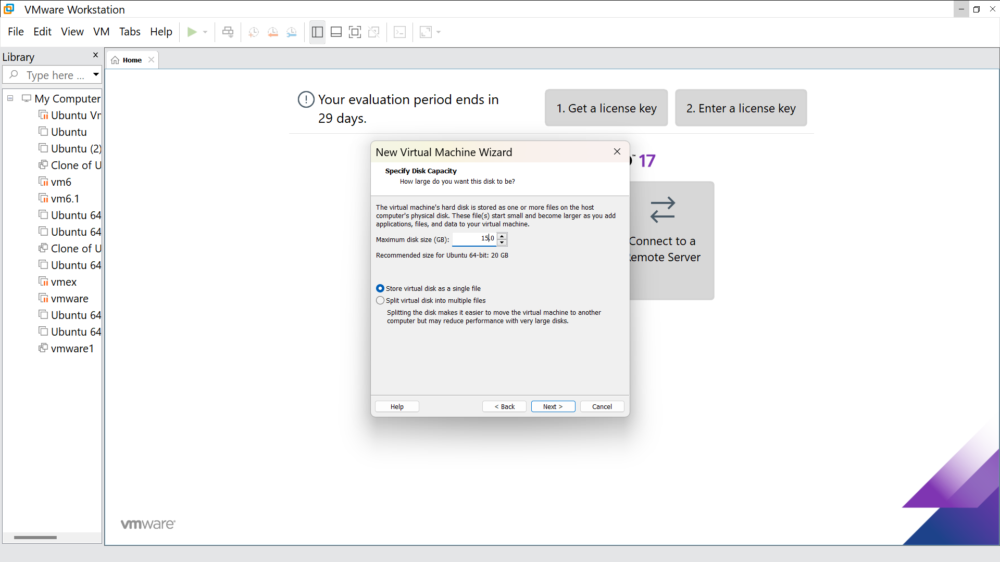 VMware Workstation
File Edit View VM Tabs Help
Library
Type here ...
My Computer
Ubuntu
Ubuntu
Ubuntu (2)
Clone of U
vm6
vm6.1
Ubuntu 64
Ubuntu 64
Clone of U
Ubuntu 64
vmex
vmware
Ubuntu 64
Ubuntu 64
vmware1
Home
Your evaluation period ends in
29 days.
1. Get a license key
2. Enter a license key
™ 17
Connect to a
Remote Server
New Virtual Machine Wizard
Specify Disk Capacity
How large do you want this disk to be?
The virtual machine's hard disk is stored as one or more files on the host
computer's physical disk. These file(s) start small and become larger as you add
applications, files, and data to your virtual machine.
Maximum disk size (GB): 15.0
Recommended size for Ubuntu 64-bit: 20 GB
Store virtual disk as a single file
Split virtual disk into multiple files
Splitting the disk makes it easier to move the virtual machine to another
computer but may reduce performance with very large disks.
Help
< Back
Next >
Cancel
vmware